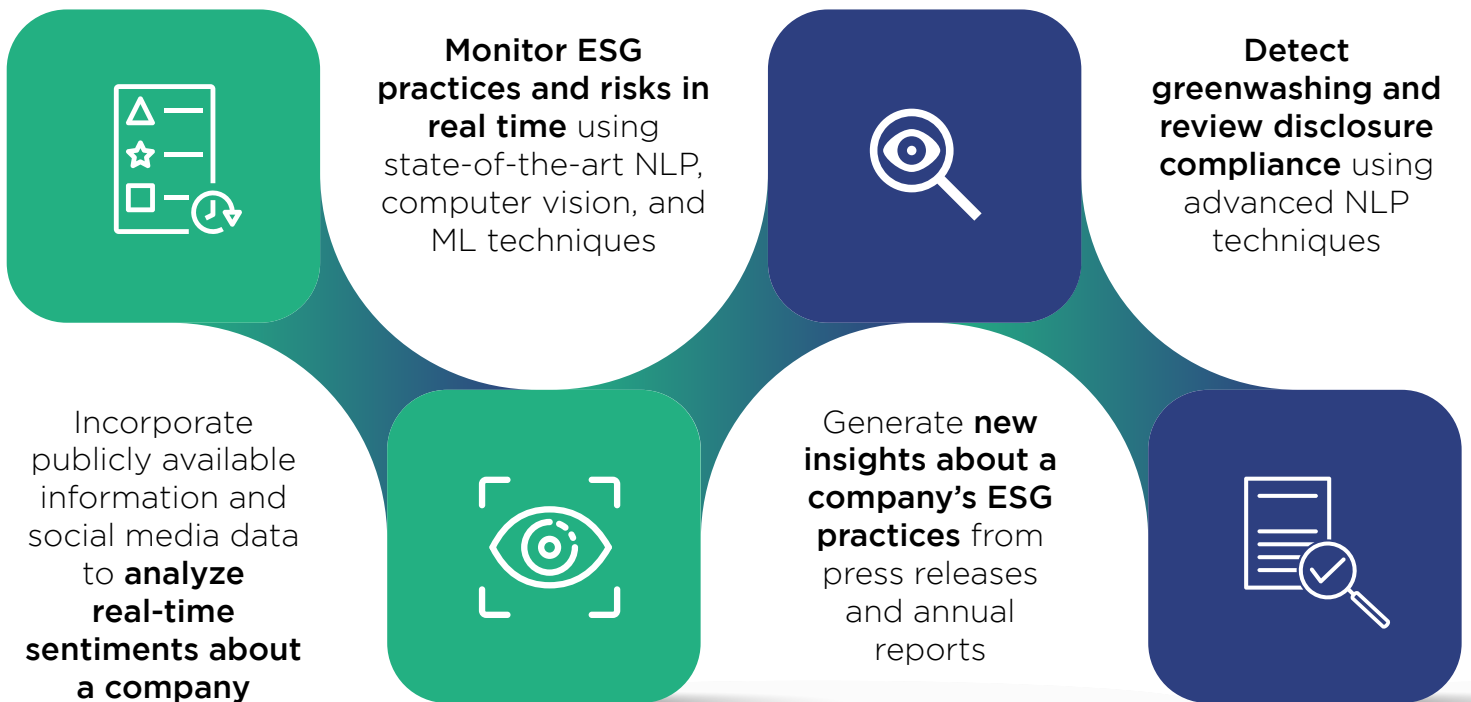 Incorporate
publicly available
information and
social media data
to analyze
real-time
sentiments about
a company
Monitor ESG
practices and risks in
real time using
state-of-the-art NLP,
computer vision, and
ML techniques
Generate new
insights about a
company’s ESG
practices from
press releases
and annual
reports
Detect
greenwashing and
review disclosure
compliance using
advanced NLP
techniques